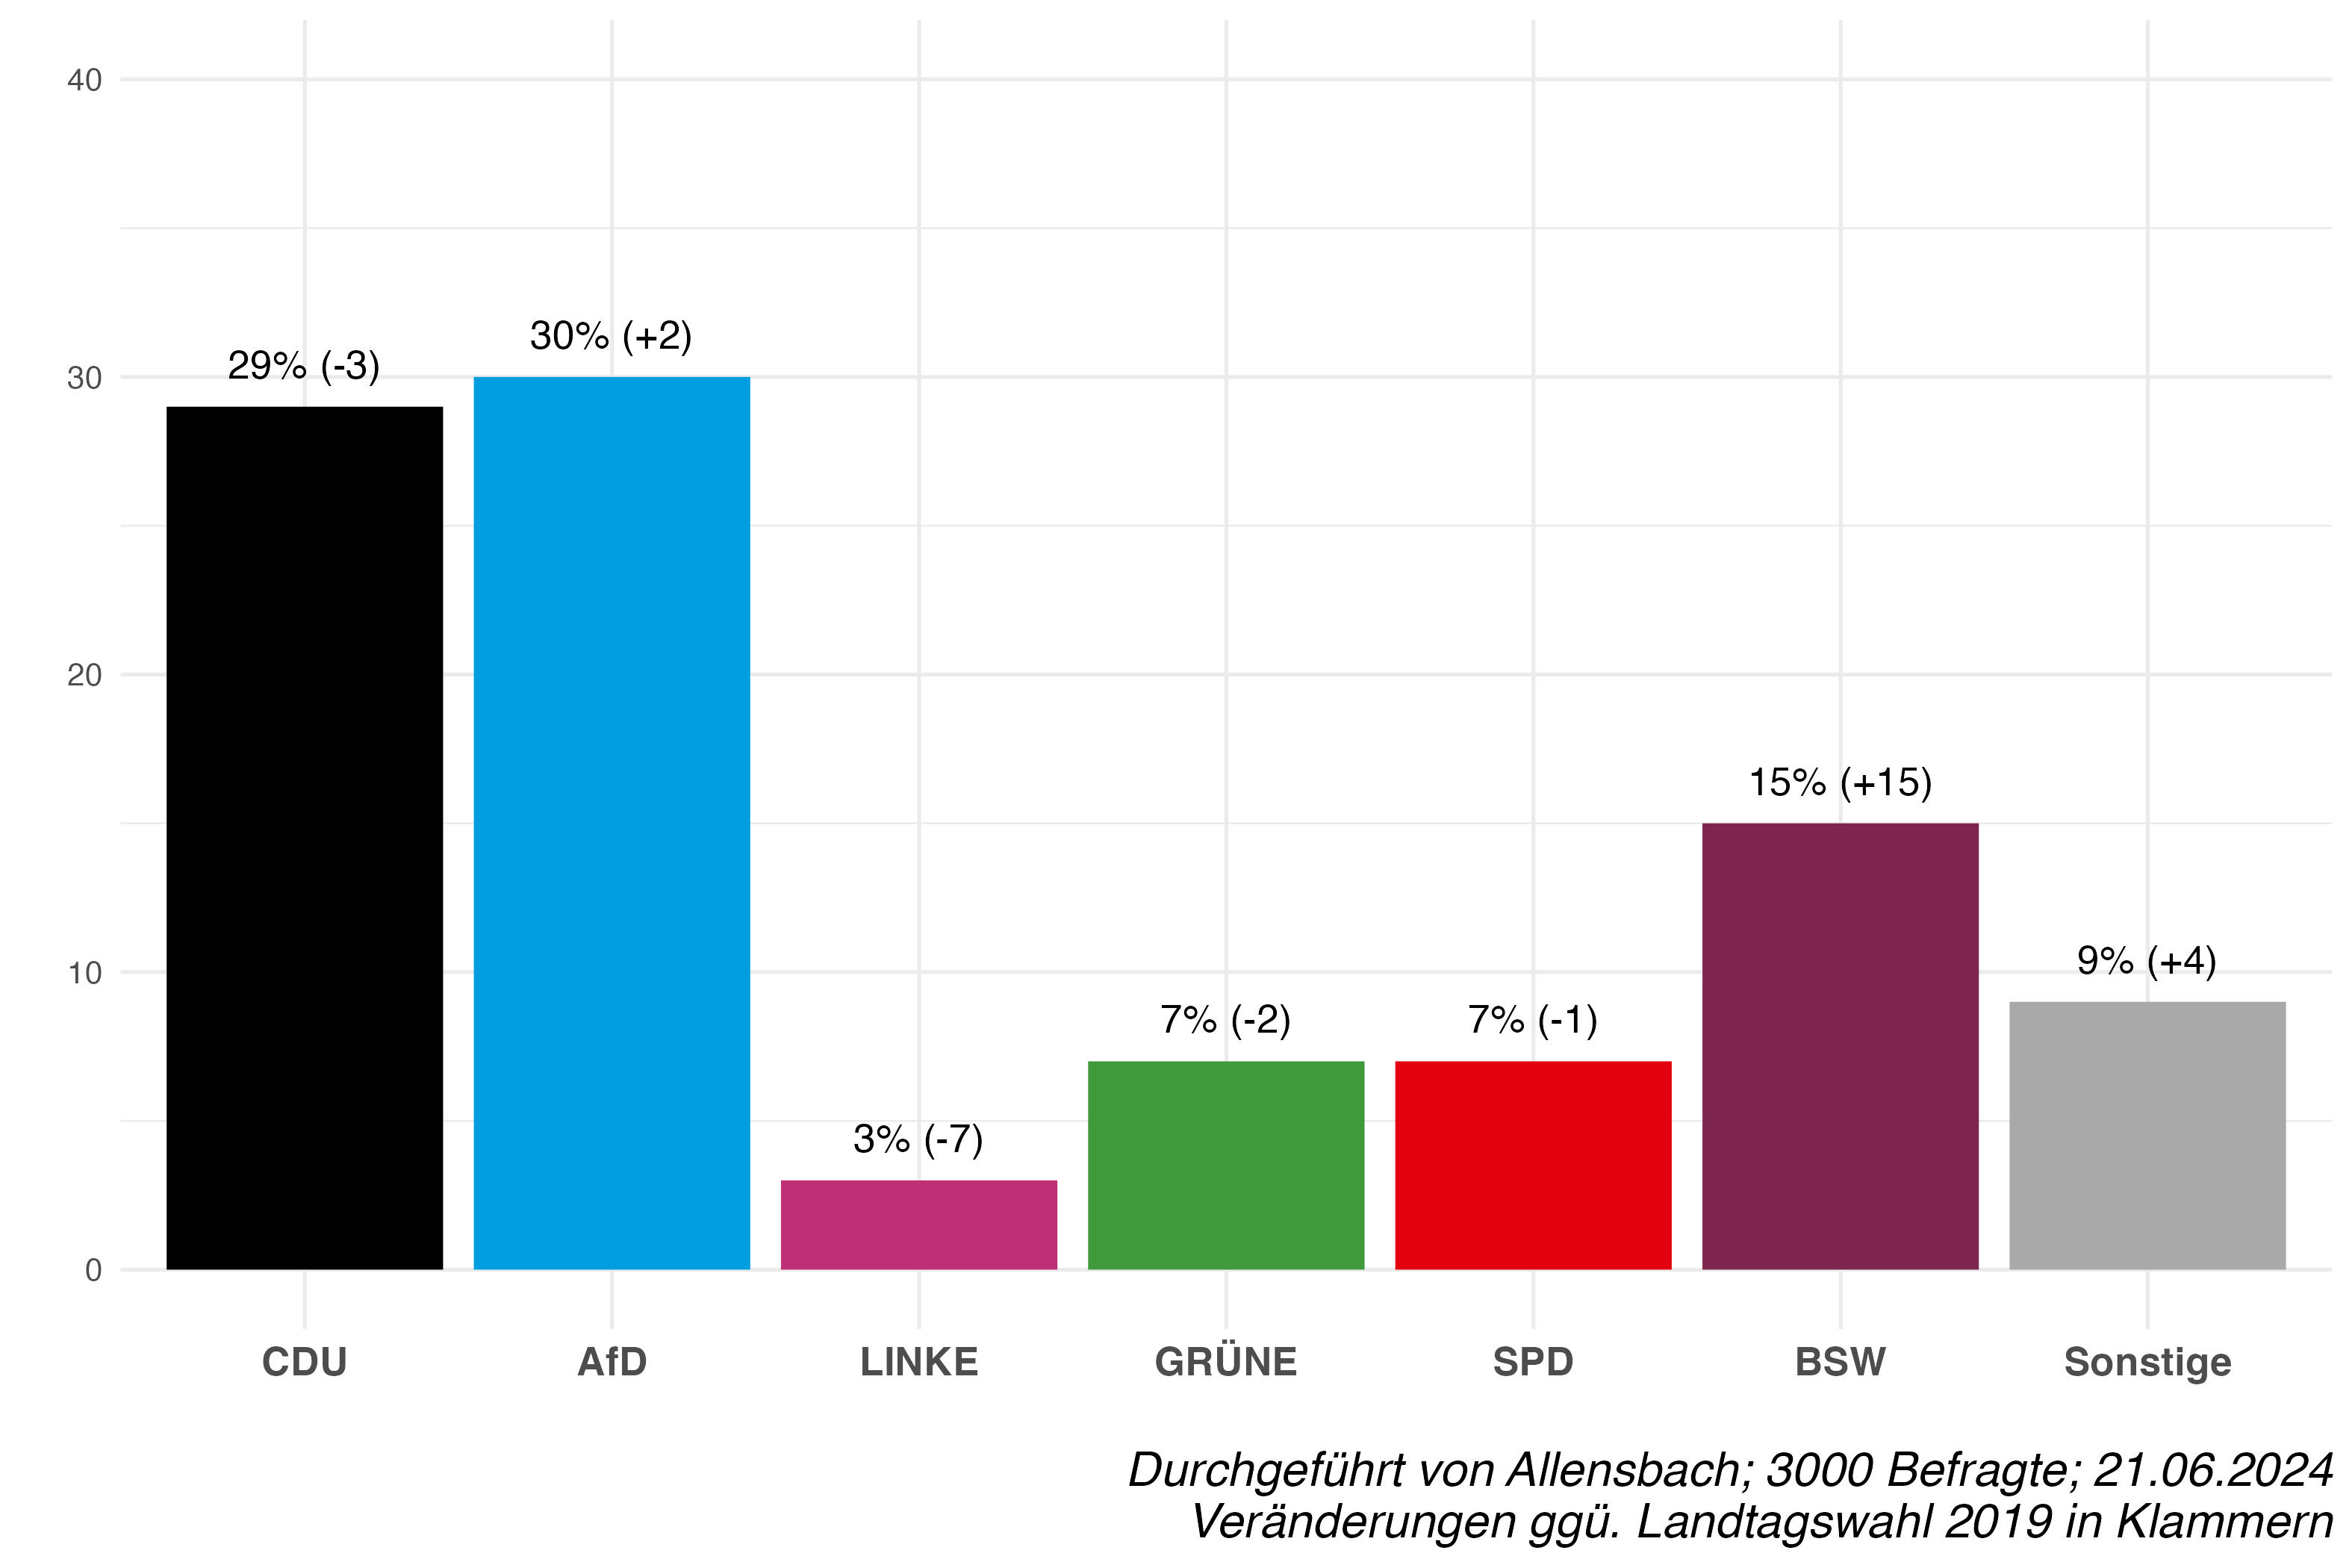 40
30
20
10
0
29% (-3)
30% (+2)
3% (-7)
7% (-2)
7% (-1)
15% (+15)
9% (+4)
CDU
AfD
LINKE
GRÜNE
SPD
BSW
Sonstige
Durchgeführt von Allensbach; 3000 Befragte; 21.06.2024
Veränderungen ggü. Landtagswahl 2019 in Klammern